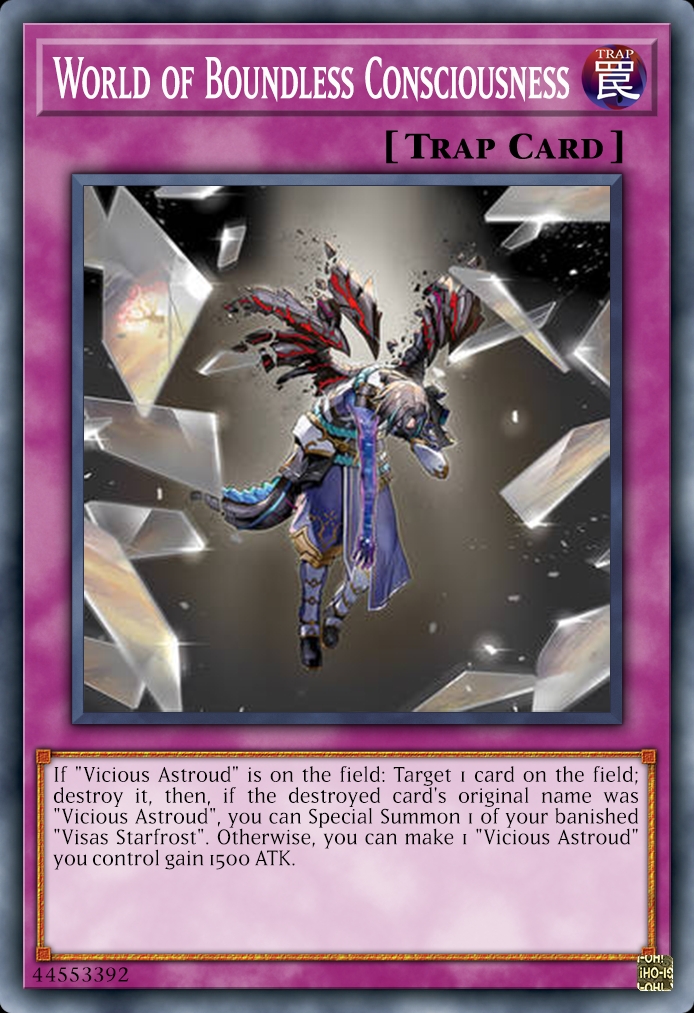 World of Boundless Consciousness
TRAP
罠
[Trap Card]
If "Vicious Astroud" is on the field: Target 1 card on the field;
destroy it, then, if the destroyed card's original name was
"Vicious Astroud", you can Special Summon 1 of your banished
"Visas Starfrost". Otherwise, you can make 1 "Vicious Astroud"
you control gain 1500 ATK.
44553392